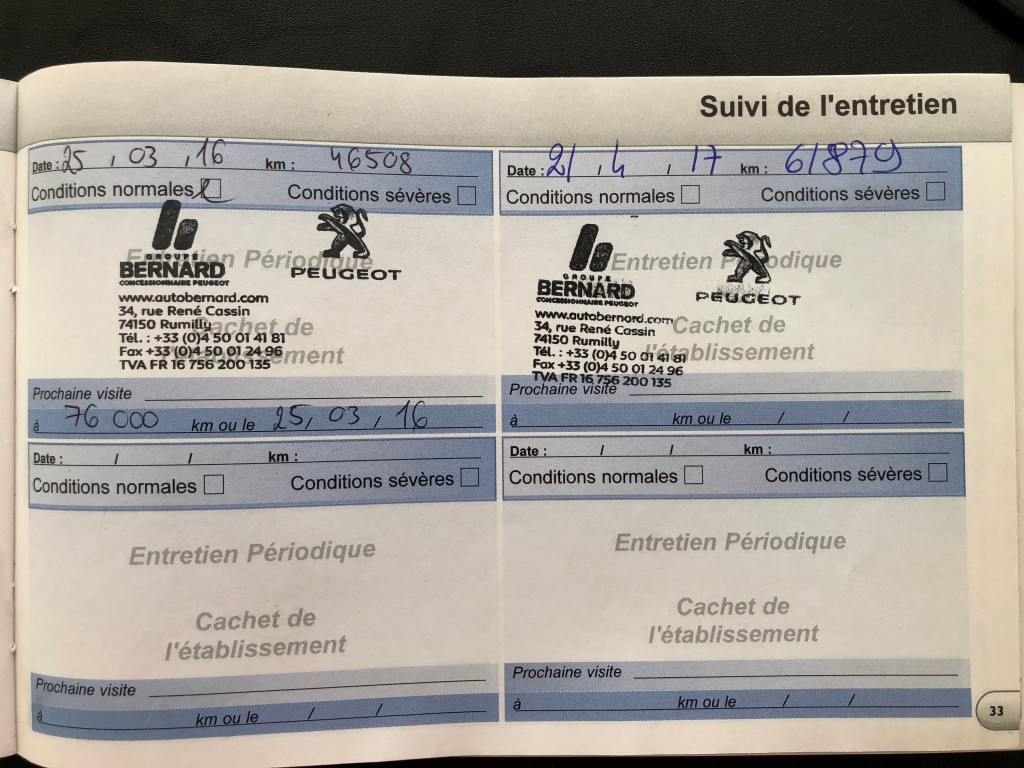 Suivi de l'entretien
Date : 25 , 03 , 16 km : 46508
Conditions normales Conditions sévères
Entretien Périodique
GROUPE
BERNARD
CONCESSIONNAIRE PEUGEOT
PEUGEOT
www.autobernard.com
34, rue René Cassin
74150 Rumilly
Tél. : +33 (0)4 50 01 41 81
Fax +33 (0)4 50 01 24 96
TVA FR 16 756 200 135
Cachet de
l'établissement
Prochaine visite
à 76 000 km ou le 25, 03, 16
Date : 21 / 4 / 17 km : 61879
Conditions normales Conditions sévères
Entretien Périodique
GROUPE
BERNARD
CONCESSIONNAIRE PEUGEOT
PEUGEOT
www.autobernard.com
34, rue René Cassin
74150 Rumilly
Tél. : +33 (0)4 50 01 41 81
Fax +33 (0)4 50 01 24 96
TVA FR 16 756 200 135
Cachet de
l'établissement
Prochaine visite
à km ou le / /
Date : / / km :
Conditions normales Conditions sévères
Entretien Périodique
Cachet de
l'établissement
Prochaine visite
à km ou le / /
Date : / / km :
Conditions normales Conditions sévères
Entretien Périodique
Cachet de
l'établissement
Prochaine visite
à km ou le / /
33